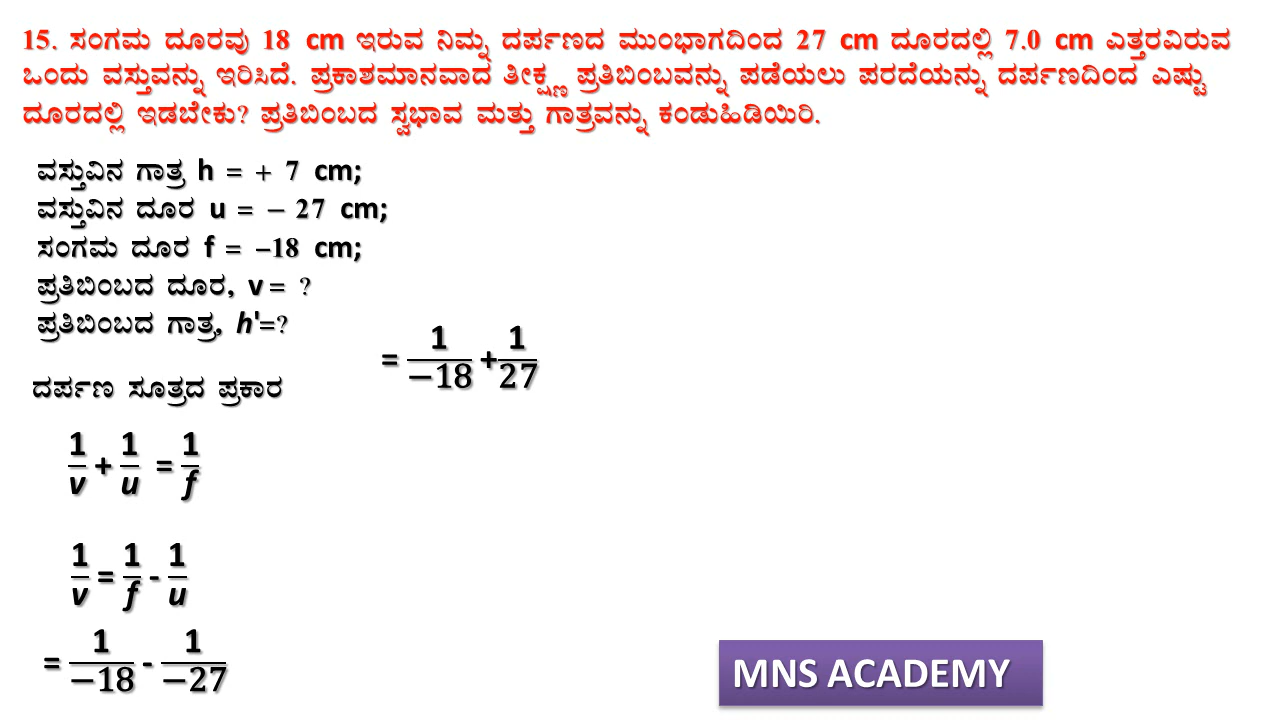 15. ಸಂಗಮ ದೂರವು 18 cm ಇರುವ ನಿಮ್ನ ದರ್ಪಣದ ಮುಂಭಾಗದಿಂದ 27 cm ದೂರದಲ್ಲಿ 7.0 cm ಎತ್ತರವಿರುವ
ಒಂದು ವಸ್ತುವನ್ನು ಇರಿಸಿದೆ. ಪ್ರಕಾಶಮಾನವಾದ ತೀಕ್ಷ್ಣ ಪ್ರತಿಬಿಂಬವನ್ನು ಪಡೆಯಲು ಪರದೆಯನ್ನು ದರ್ಪಣದಿಂದ ಎಷ್ಟು
ದೂರದಲ್ಲಿ ಇಡಬೇಕು? ಪ್ರತಿಬಿಂಬದ ಸ್ವಭಾವ ಮತ್ತು ಗಾತ್ರವನ್ನು ಕಂಡುಹಿಡಿಯಿರಿ.
ವಸ್ತುವಿನ ಗಾತ್ರ h = + 7 cm;
ವಸ್ತುವಿನ ದೂರ u = – 27 cm;
ಸಂಗಮ ದೂರ f = –18 cm;
ಪ್ರತಿಬಿಂಬದ ದೂರ, v = ?
ಪ್ರತಿಬಿಂಬದ ಗಾತ್ರ, h'=?
ದರ್ಪಣ ಸೂತ್ರದ ಪ್ರಕಾರ
1/v + 1/u = 1/f
1/v = 1/f - 1/u
= 1/−18 - 1/−27
= 1/−18 + 1/27
MNS ACADEMY